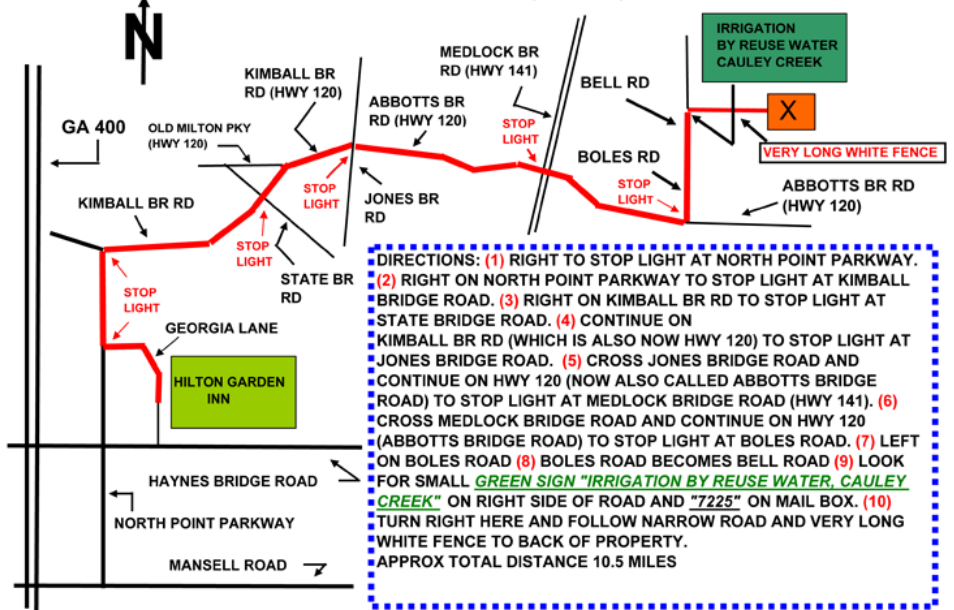 N
IRRIGATION
BY REUSE WATER
CAULEY CREEK
MEDLOCK BR
RD (HWY 141)
KIMBALL BR
RD (HWY 120)
BELL RD
ABBOTTS BR
RD (HWY 120)
X
GA 400
OLD MILTON PKY
(HWY 120)
STOP
LIGHT
VERY LONG WHITE FENCE
STOP
LIGHT
BOLES RD
STOP
LIGHT
ABBOTTS BR RD
(HWY 120)
STOP
LIGHT
JONES BR
RD
KIMBALL BR RD
STOP
LIGHT
STATE BR
RD
STOP
LIGHT
GEORGIA LANE
HILTON GARDEN
INN
HAYNES BRIDGE ROAD
NORTH POINT PARKWAY
MANSELL ROAD
DIRECTIONS: (1) RIGHT TO STOP LIGHT AT NORTH POINT PARKWAY.
(2) RIGHT ON NORTH POINT PARKWAY TO STOP LIGHT AT KIMBALL
BRIDGE ROAD. (3) RIGHT ON KIMBALL BR RD TO STOP LIGHT AT
STATE BRIDGE ROAD. (4) CONTINUE ON
KIMBALL BR RD (WHICH IS ALSO NOW HWY 120) TO STOP LIGHT AT
JONES BRIDGE ROAD. (5) CROSS JONES BRIDGE ROAD AND
CONTINUE ON HWY 120 (NOW ALSO CALLED ABBOTTS BRIDGE
ROAD) TO STOP LIGHT AT MEDLOCK BRIDGE ROAD (HWY 141). (6)
CROSS MEDLOCK BRIDGE ROAD AND CONTINUE ON HWY 120
(ABBOTTS BRIDGE ROAD) TO STOP LIGHT AT BOLES ROAD. (7) LEFT
ON BOLES ROAD (8) BOLES ROAD BECOMES BELL ROAD (9) LOOK
FOR SMALL GREEN SIGN "IRRIGATION BY REUSE WATER, CAULEY
CREEK" ON RIGHT SIDE OF ROAD AND "7225" ON MAIL BOX. (10)
TURN RIGHT HERE AND FOLLOW NARROW ROAD AND VERY LONG
WHITE FENCE TO BACK OF PROPERTY.
APPROX TOTAL DISTANCE 10.5 MILES